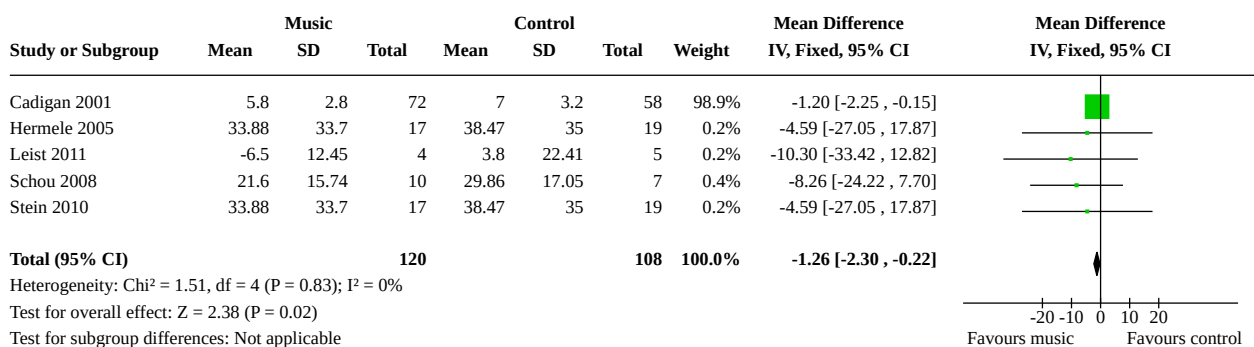 Music Control Mean Difference Mean Difference
Study or Subgroup Mean SD Total Mean SD Total Weight IV, Fixed, 95% CI IV, Fixed, 95% CI
Cadigan 2001 5.8 2.8 72 7 3.2 58 98.9% -1.20 [-2.25 , -0.15]
Hermele 2005 33.88 33.7 17 38.47 35 19 0.2% -4.59 [-27.05 , 17.87]
Leist 2011 -6.5 12.45 4 3.8 22.41 5 0.2% -10.30 [-33.42 , 12.82]
Schou 2008 21.6 15.74 10 29.86 17.05 7 0.4% -8.26 [-24.22 , 7.70]
Stein 2010 33.88 33.7 17 38.47 35 19 0.2% -4.59 [-27.05 , 17.87]
Total (95% CI) 120 108 100.0% -1.26 [-2.30 , -0.22]
Heterogeneity: Chi² = 1.51, df = 4 (P = 0.83); I² = 0%
Test for overall effect: Z = 2.38 (P = 0.02)
Test for subgroup differences: Not applicable
-20 -10 0 10 20
Favours music Favours control